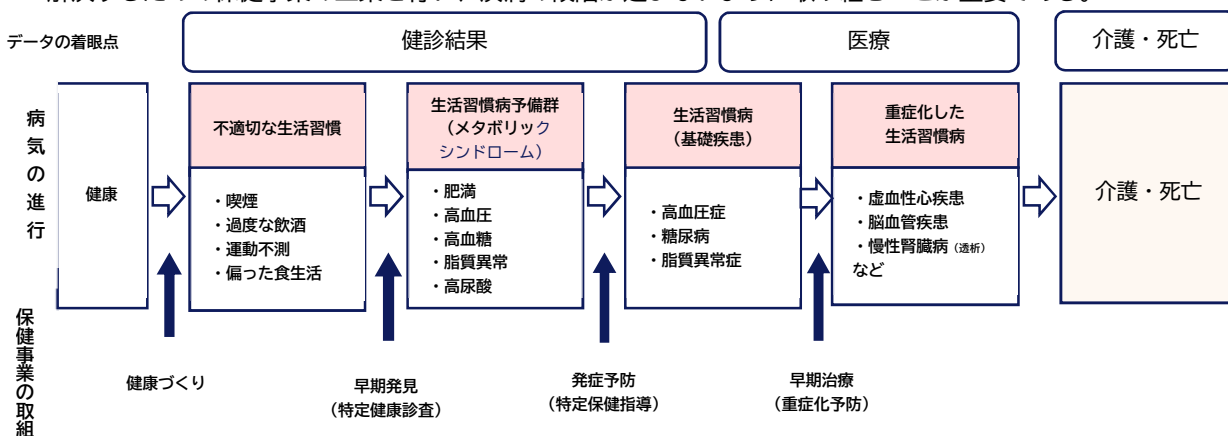 データの着眼点
健診結果
医療
介護・死亡
病気の進行
健康
不適切な生活習慣
・喫煙
・過度な飲酒
・運動不測
・偏った食生活
生活習慣病予備群
（メタボリック
シンドローム）
・肥満
・高血圧
・高血糖
・脂質異常
・高尿酸
生活習慣病
（基礎疾患）
・高血圧症
・糖尿病
・脂質異常症
重症化した
生活習慣病
・虚血性心疾患
・脳血管疾患
・慢性腎臓病（透析）
など
介護・死亡
保健事業の取組
健康づくり
早期発見
（特定健康診査）
発症予防
（特定保健指導）
早期治療
（重症化予防）